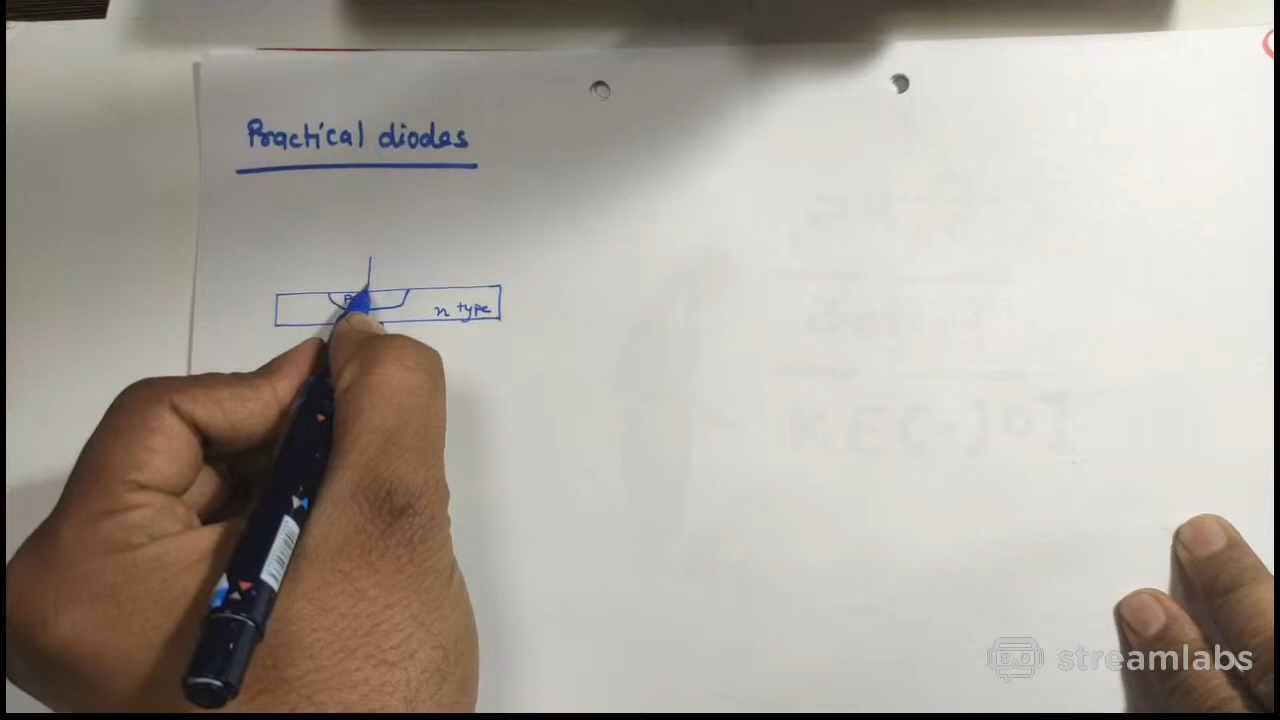 Practical diodes
P
n type
streamlabs